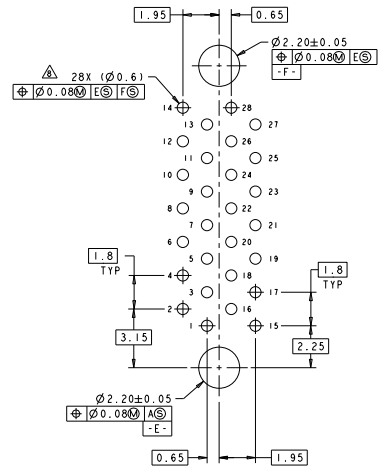 1.95 0.65
Ø2.20±0.05
⌖ Ø0.08Ⓜ EⓈ
-F-
8 28X (Ø0.6)
⌖ Ø0.08Ⓜ EⓈ FⓈ
14 28
13 27
12 26
11 25
10 24
9 23
8 22
7 21
6 20
5 19
1.8
TYP
4 18
1.8
TYP
3 17
2 16
3.15
1 15
2.25
Ø2.20±0.05
⌖ Ø0.08Ⓜ AⓈ
-E-
0.65 1.95